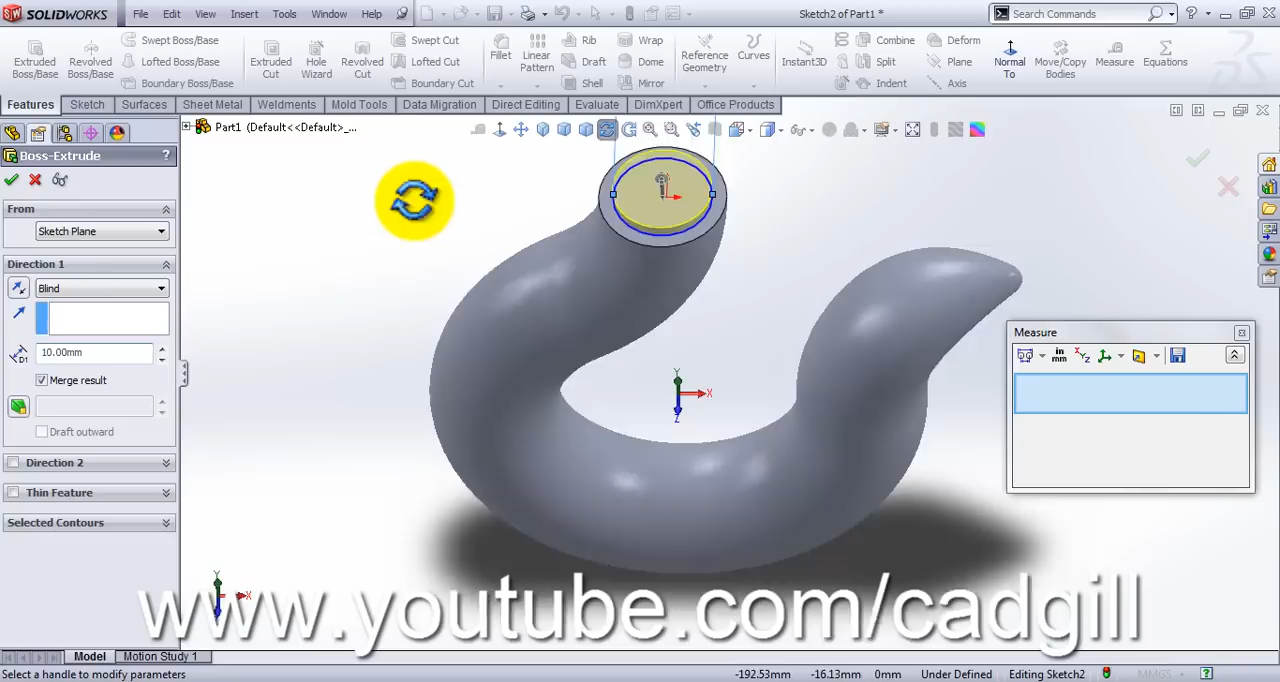 SOLIDWORKS
File Edit View Insert Tools Window Help
Sketch2 of Part1 *
Search Commands
Extruded Boss/Base
Revolved Boss/Base
Swept Boss/Base
Lofted Boss/Base
Boundary Boss/Base
Extruded Cut
Hole Wizard
Revolved Cut
Swept Cut
Lofted Cut
Boundary Cut
Fillet
Linear Pattern
Rib
Draft
Shell
Wrap
Dome
Mirror
Reference Geometry
Curves
Instant3D
Combine
Split
Indent
Deform
Plane
Axis
Normal To
Move/Copy Bodies
Measure
Equations
Features Sketch Surfaces Sheet Metal Weldments Mold Tools Data Migration Direct Editing Evaluate DimXpert Office Products
Part1 (Default<<Default>_...
Boss-Extrude ?
From
Sketch Plane
Direction 1
Blind
D1
10.00mm
Merge result
Draft outward
Direction 2
Thin Feature
Selected Contours
Y
X
Z
Measure
in
mm
XYZ
Y
X
www.youtube.com/cadgill
Model Motion Study 1
Select a handle to modify parameters
-192.53mm -16.13mm 0mm Under Defined Editing Sketch2 MMGS ?